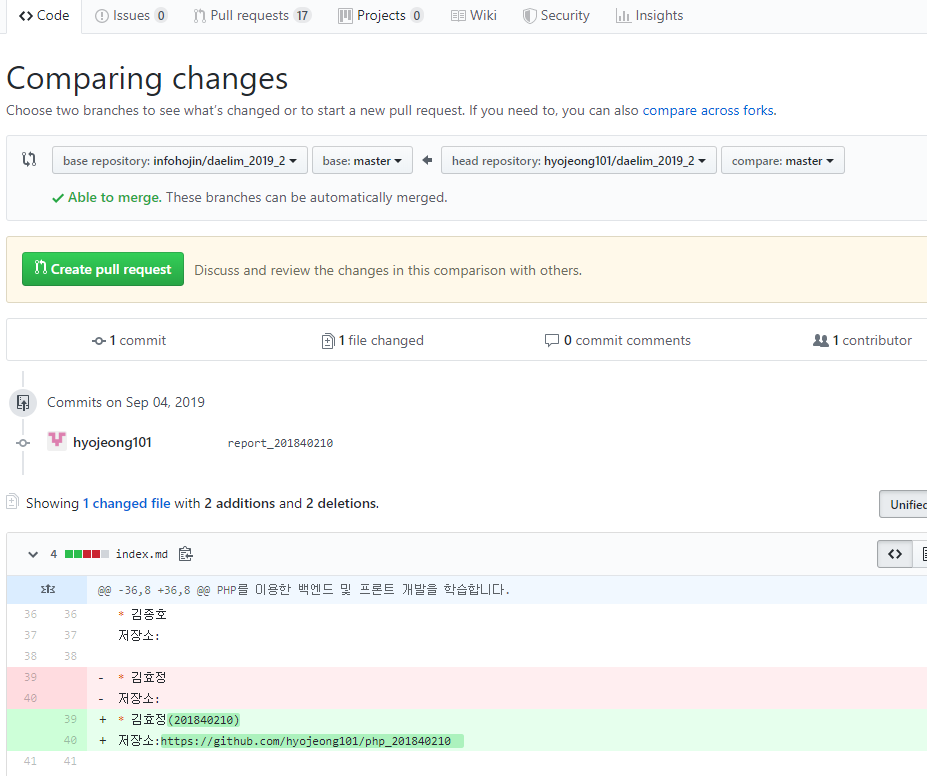 Code Issues 0 Pull requests 17 Projects 0 Wiki Security Insights
Comparing changes
Choose two branches to see what's changed or to start a new pull request. If you need to, you can also compare across forks.
base repository: infohojin/daelim_2019_2 base: master head repository: hyojeong101/daelim_2019_2 compare: master
Able to merge. These branches can be automatically merged.
Create pull request Discuss and review the changes in this comparison with others.
1 commit 1 file changed 0 commit comments 1 contributor
Commits on Sep 04, 2019
hyojeong101 report_201840210
Showing 1 changed file with 2 additions and 2 deletions.
Unified
4 index.md
@@ -36,8 +36,8 @@ PHP를 이용한 백엔드 및 프론트 개발을 학습합니다.
36 36 * 김종호
37 37 저장소:
38 38
39 - * 김효정
40 - 저장소:
39 + * 김효정(201840210)
40 + 저장소:https://github.com/hyojeong101/php_201840210
41 41